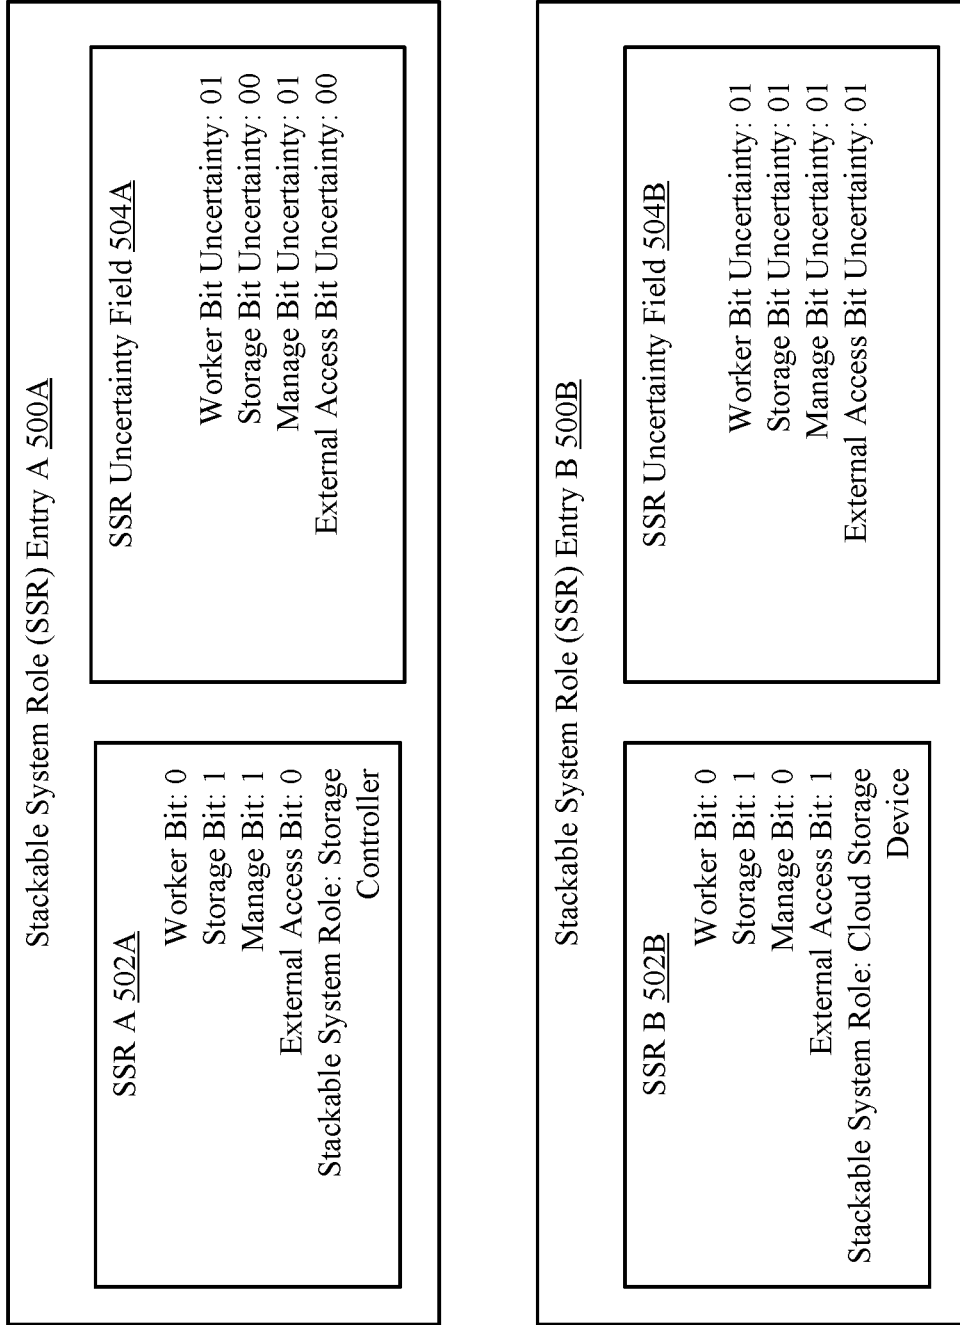 Stackable System Role (SSR) Entry A 500A
SSR A 502A
Worker Bit: 0
Storage Bit: 1
Manage Bit: 1
External Access Bit: 0
Stackable System Role: Storage
Controller
SSR Uncertainty Field 504A
Worker Bit Uncertainty: 01
Storage Bit Uncertainty: 00
Manage Bit Uncertainty: 01
External Access Bit Uncertainty: 00
Stackable System Role (SSR) Entry B 500B
SSR B 502B
Worker Bit: 0
Storage Bit: 1
Manage Bit: 0
External Access Bit: 1
Stackable System Role: Cloud Storage
Device
SSR Uncertainty Field 504B
Worker Bit Uncertainty: 01
Storage Bit Uncertainty: 01
Manage Bit Uncertainty: 01
External Access Bit Uncertainty: 01